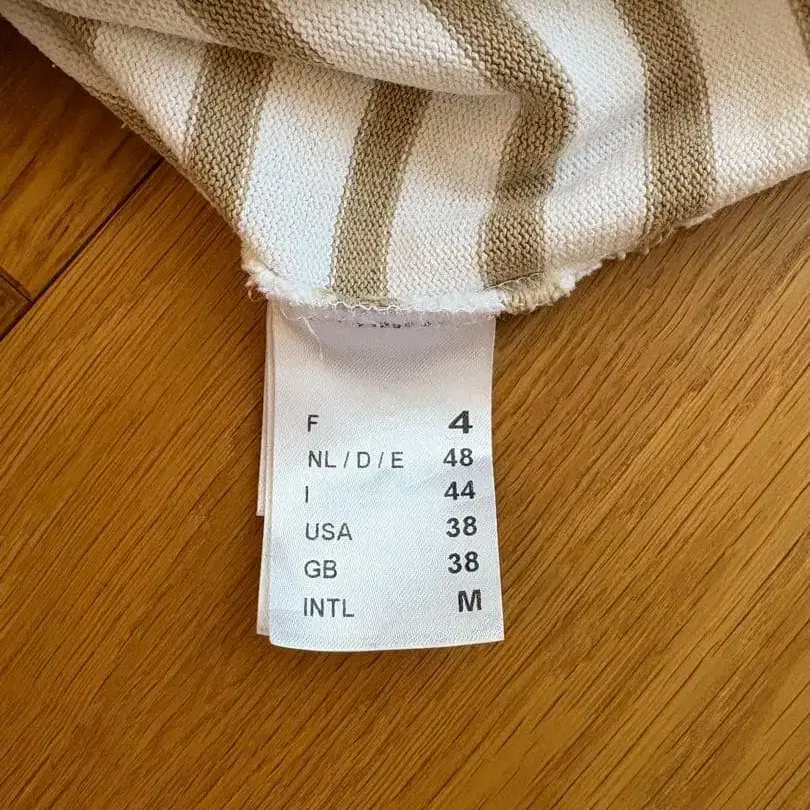 F 4
NL / D / E 48
I 44
USA 38
GB 38
INTL M